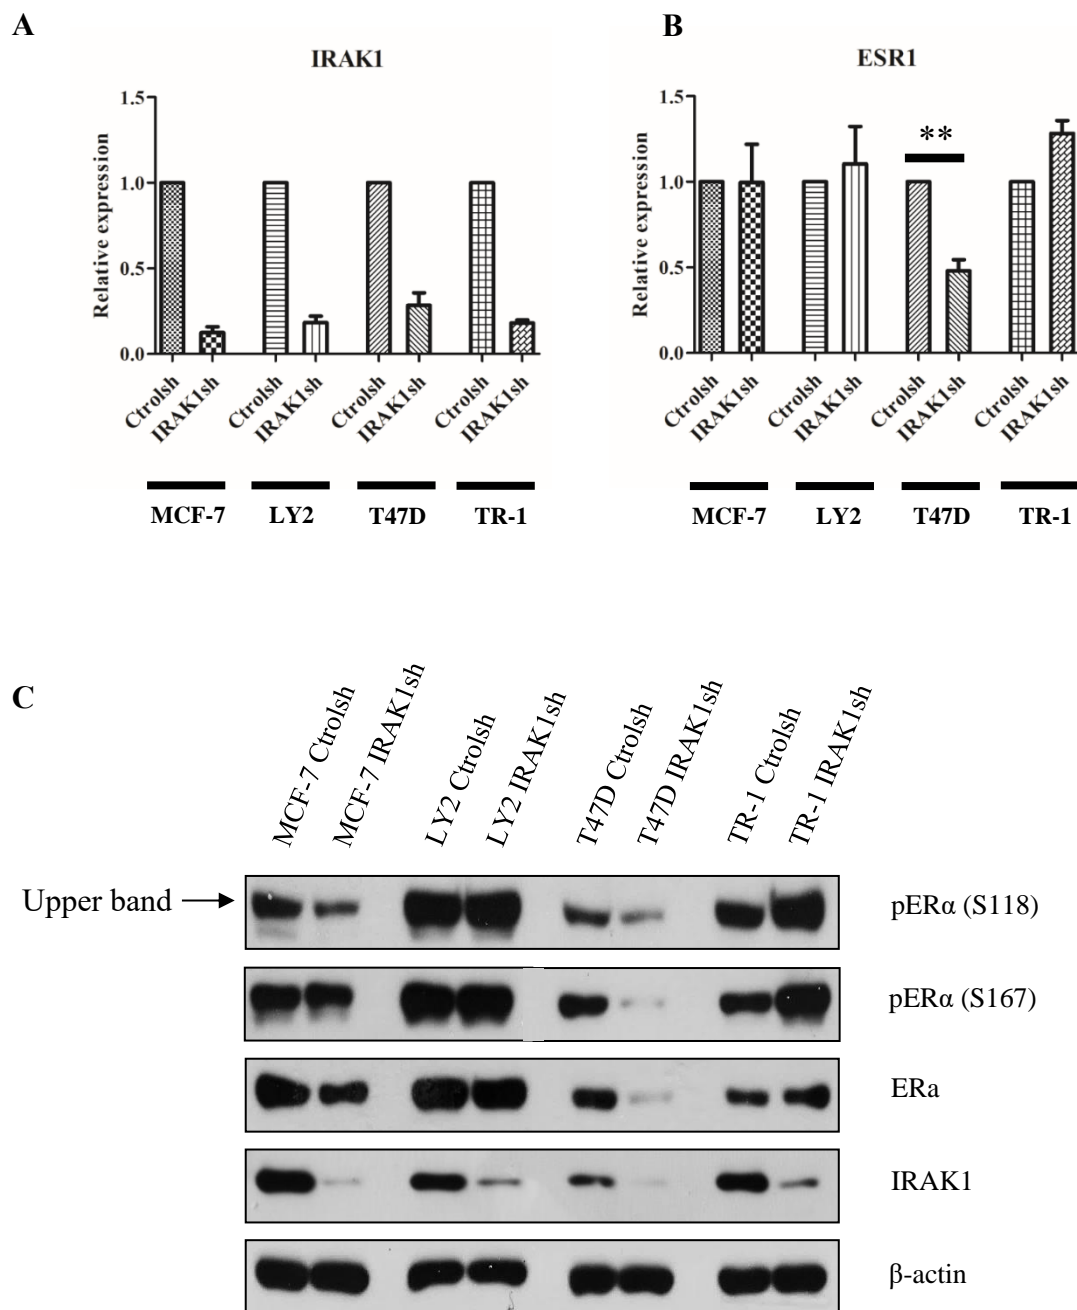 A
IRAK1
Relative expression
1.5
1.0
0.5
0.0
Ctrolsh
IRAK1sh
Ctrolsh
IRAK1sh
Ctrolsh
IRAK1sh
Ctrolsh
IRAK1sh
MCF-7 LY2 T47D TR-1
B
ESR1
Relative expression
1.5
1.0
0.5
0.0
**
Ctrolsh
IRAK1sh
Ctrolsh
IRAK1sh
Ctrolsh
IRAK1sh
Ctrolsh
IRAK1sh
MCF-7 LY2 T47D TR-1
C
MCF-7 Ctrolsh
MCF-7 IRAK1sh
LY2 Ctrolsh
LY2 IRAK1sh
T47D Ctrolsh
T47D IRAK1sh
TR-1 Ctrolsh
TR-1 IRAK1sh
Upper band
pERα (S118)
pERα (S167)
ERa
IRAK1
β-actin